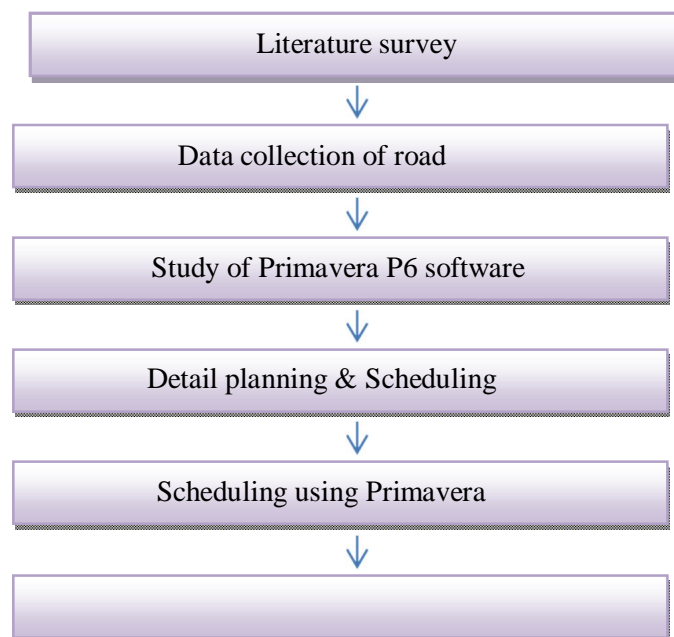 Literature survey
Data collection of road
Study of Primavera P6 software
Detail planning & Scheduling
Scheduling using Primavera